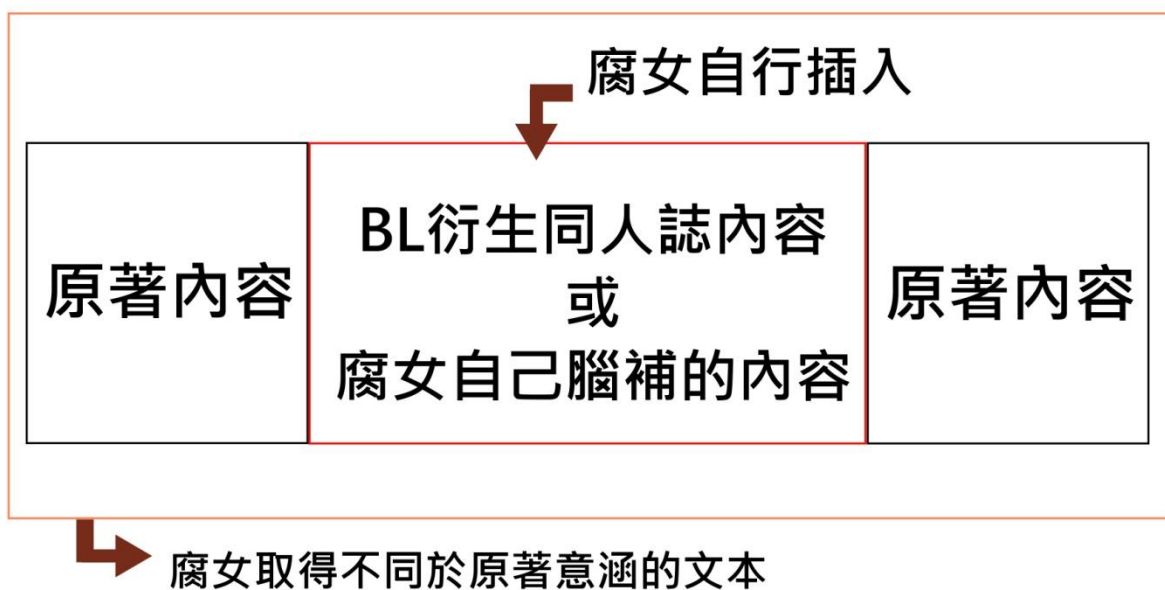 腐女自行插入
原著內容
BL衍生同人誌內容
或
腐女自己腦補的內容
原著內容
腐女取得不同於原著意涵的文本